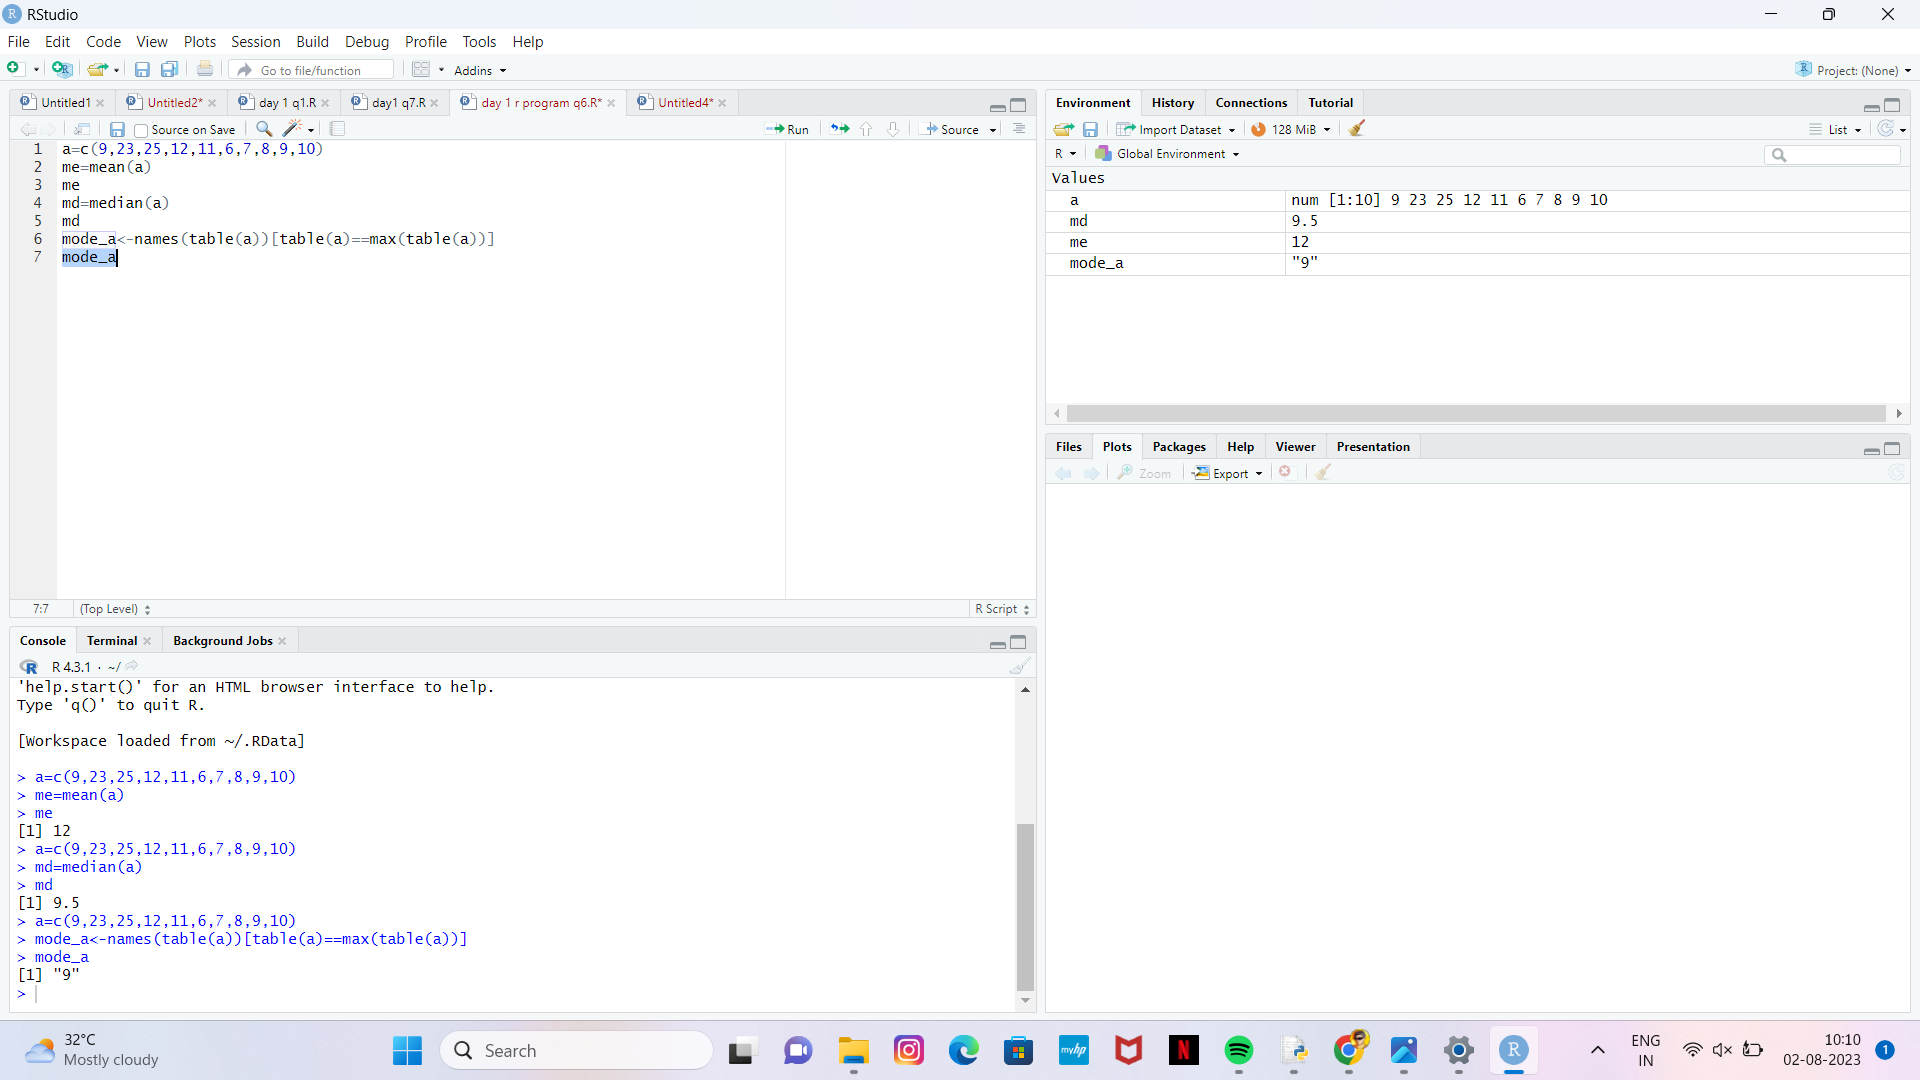 RStudio
File Edit Code View Plots Session Build Debug Profile Tools Help
Go to file/function Addins Project: (None)
Untitled1 Untitled2* day 1 q1.R day1 q7.R day 1 r program q6.R* Untitled4*
Source on Save Run Source
1 a=c(9,23,25,12,11,6,7,8,9,10)
2 me=mean(a)
3 me
4 md=median(a)
5 md
6 mode_a<-names(table(a))[table(a)==max(table(a))]
7 mode_a
7:7 (Top Level) R Script
Console Terminal Background Jobs
R 4.3.1 · ~/
'help.start()' for an HTML browser interface to help.
Type 'q()' to quit R.
[Workspace loaded from ~/.RData]
> a=c(9,23,25,12,11,6,7,8,9,10)
> me=mean(a)
> me
[1] 12
> a=c(9,23,25,12,11,6,7,8,9,10)
> md=median(a)
> md
[1] 9.5
> a=c(9,23,25,12,11,6,7,8,9,10)
> mode_a<-names(table(a))[table(a)==max(table(a))]
> mode_a
[1] "9"
>
Environment History Connections Tutorial
Import Dataset 128 MiB List
R Global Environment
Values
a num [1:10] 9 23 25 12 11 6 7 8 9 10
md 9.5
me 12
mode_a "9"
Files Plots Packages Help Viewer Presentation
Zoom Export
32°C
Mostly cloudy
Search
myhp
N
R
ENG
IN
10:10
02-08-2023
1